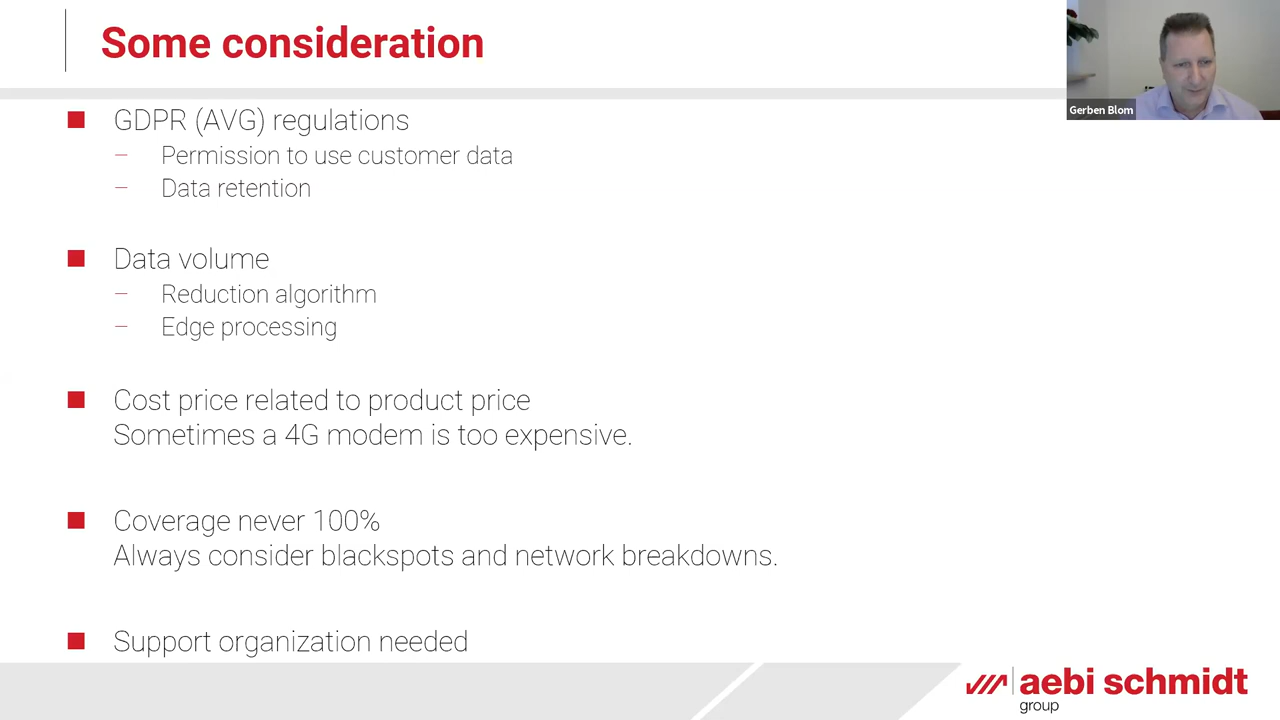 Some consideration
Gerben Blom
GDPR (AVG) regulations
– Permission to use customer data
– Data retention
Data volume
– Reduction algorithm
– Edge processing
Cost price related to product price
Sometimes a 4G modem is too expensive.
Coverage never 100%
Always consider blackspots and network breakdowns.
Support organization needed
aebi schmidt
group